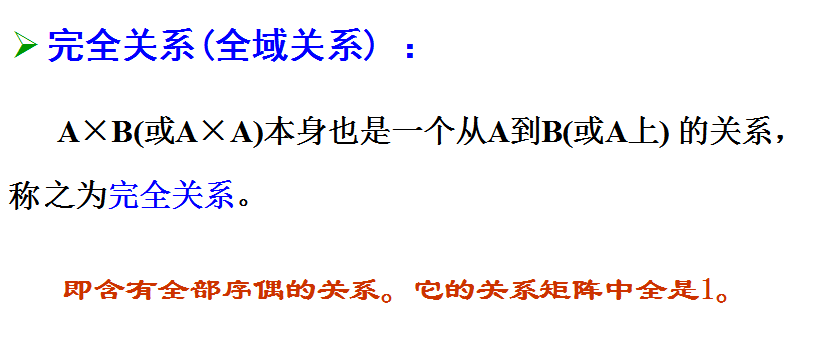 ➢ 完全关系(全域关系)：
A×B(或A×A)本身也是一个从A到B(或A上) 的关系，
称之为完全关系。
即含有全部序偶的关系。它的关系矩阵中全是1。